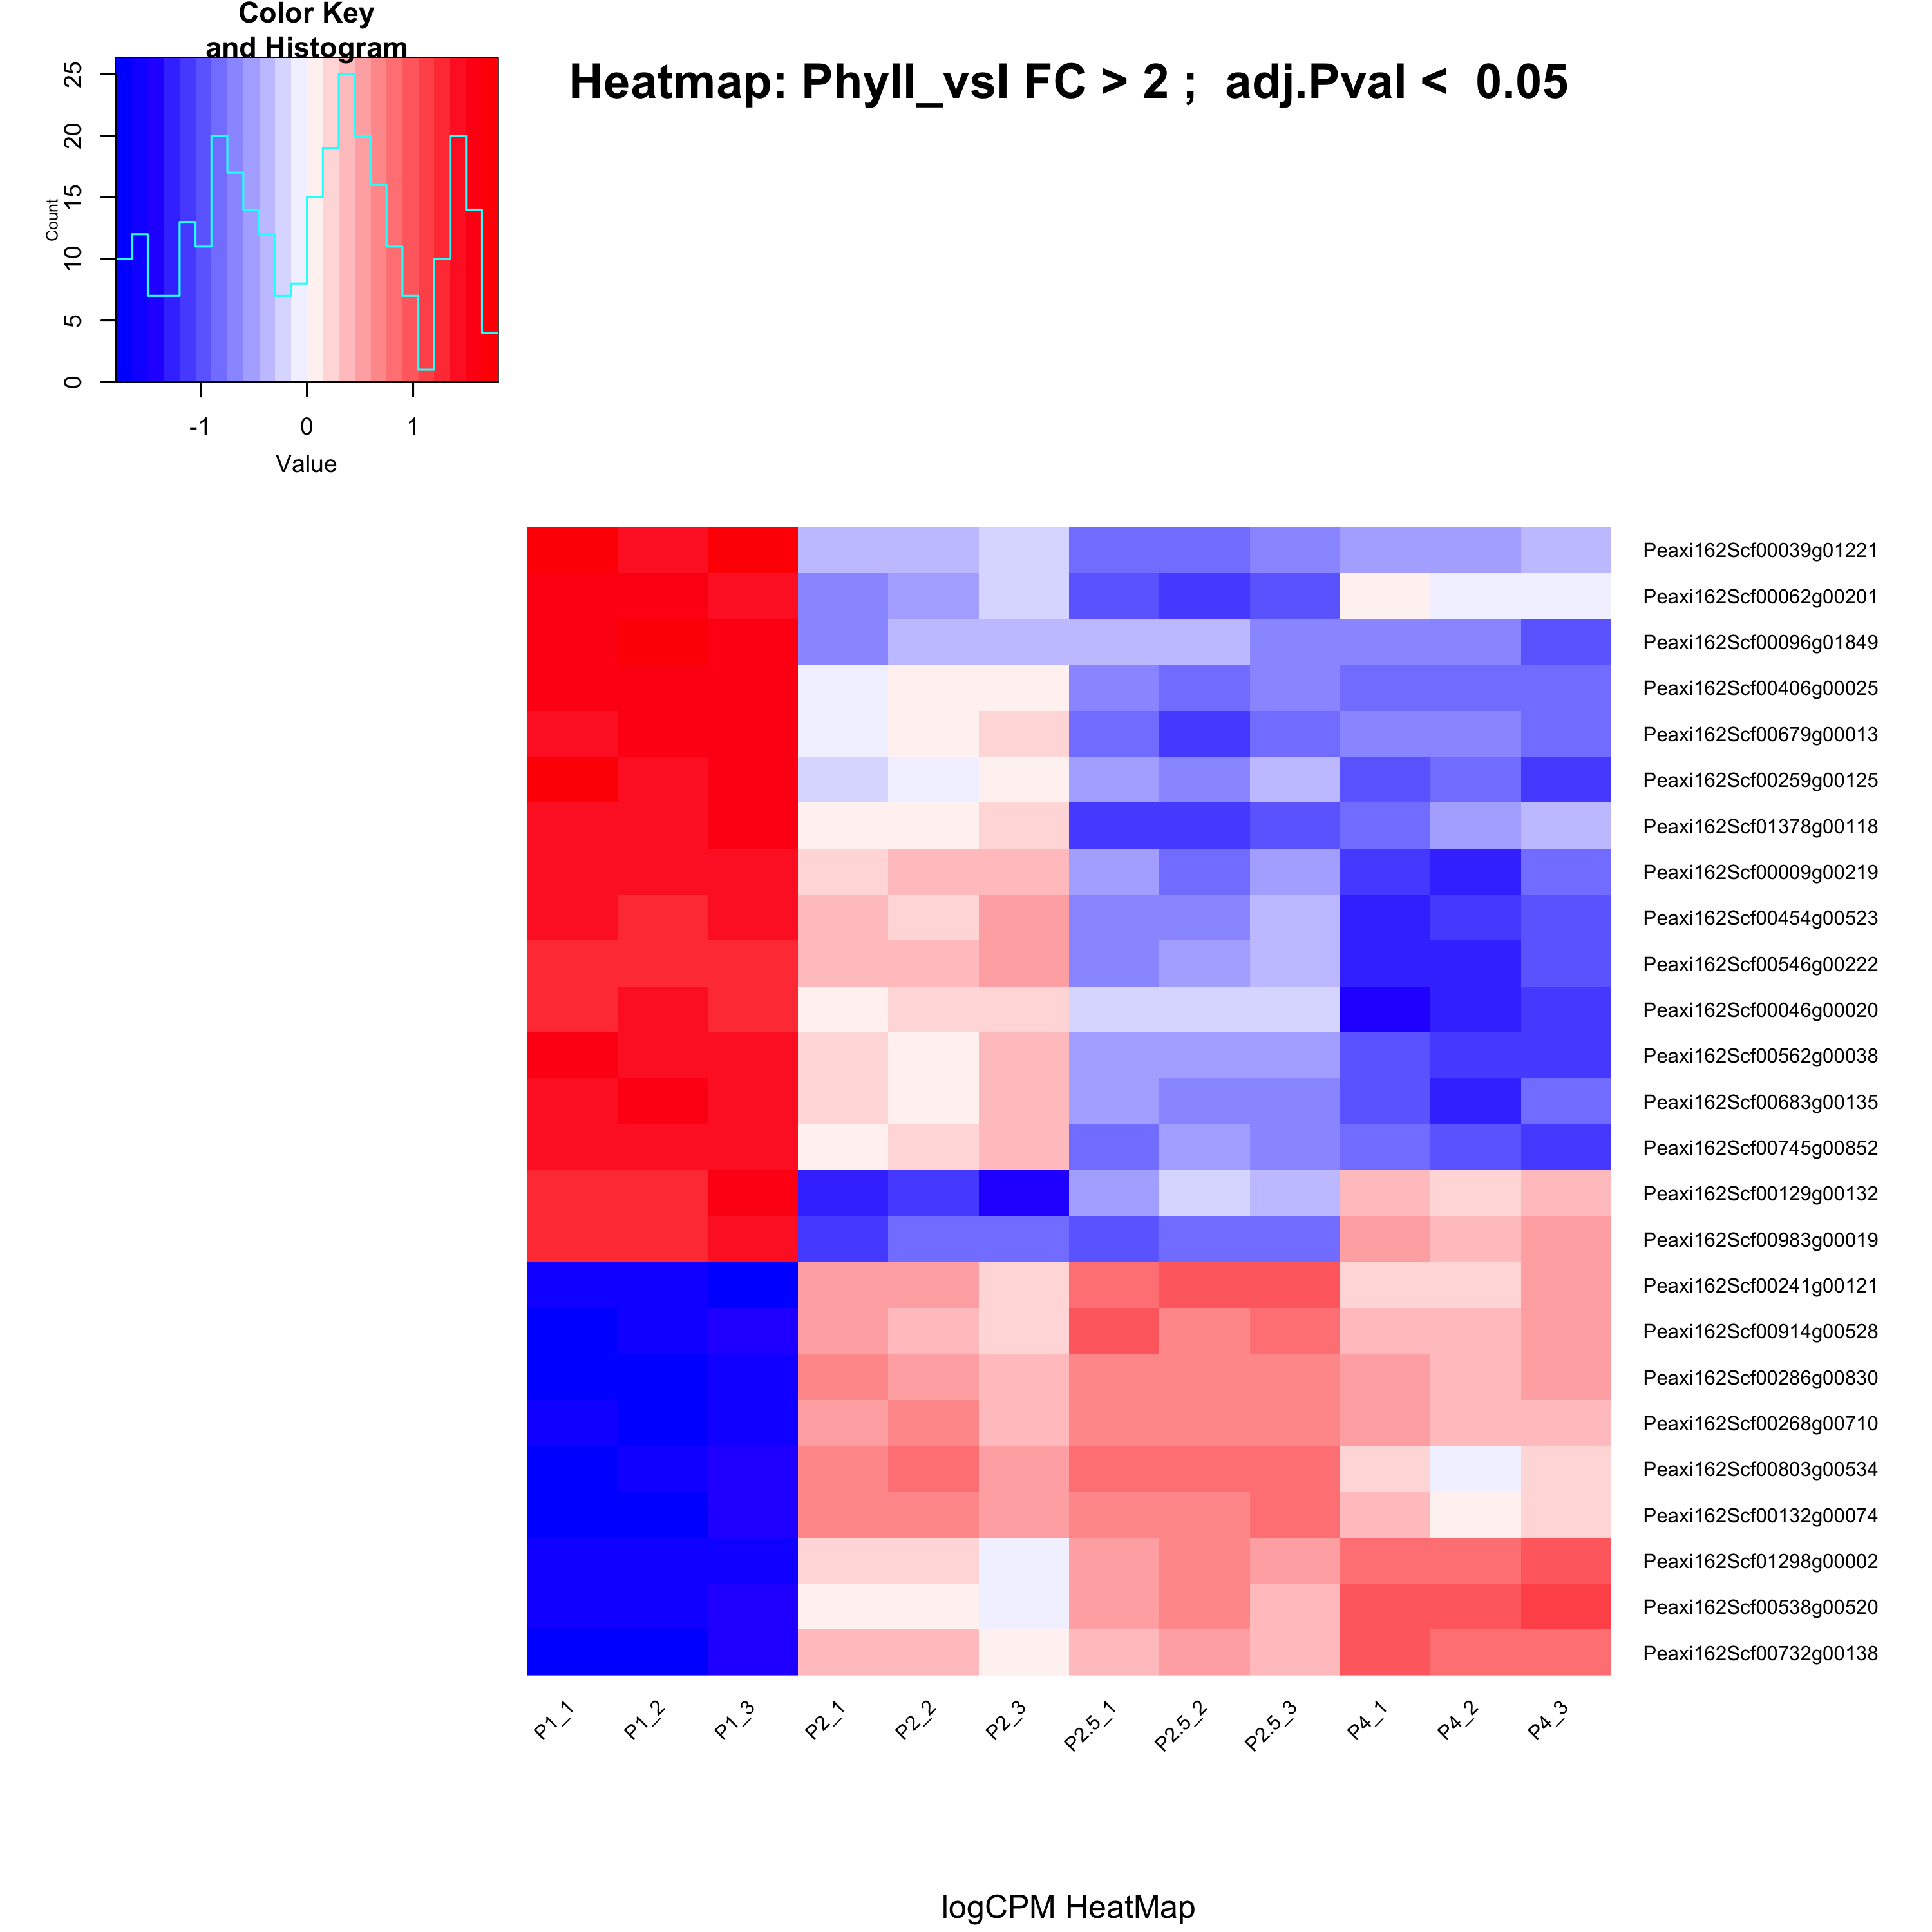 Color Key
and Histogram
Heatmap: Phyll_vsl FC > 2 ;  adj.Pval <  0.05
Count
0 5 10 15 20 25
-1 0 1
Value
Peaxi162Scf00039g01221
Peaxi162Scf00062g00201
Peaxi162Scf00096g01849
Peaxi162Scf00406g00025
Peaxi162Scf00679g00013
Peaxi162Scf00259g00125
Peaxi162Scf01378g00118
Peaxi162Scf00009g00219
Peaxi162Scf00454g00523
Peaxi162Scf00546g00222
Peaxi162Scf00046g00020
Peaxi162Scf00562g00038
Peaxi162Scf00683g00135
Peaxi162Scf00745g00852
Peaxi162Scf00129g00132
Peaxi162Scf00983g00019
Peaxi162Scf00241g00121
Peaxi162Scf00914g00528
Peaxi162Scf00286g00830
Peaxi162Scf00268g00710
Peaxi162Scf00803g00534
Peaxi162Scf00132g00074
Peaxi162Scf01298g00002
Peaxi162Scf00538g00520
Peaxi162Scf00732g00138
P1_1 P1_2 P1_3 P2_1 P2_2 P2_3 P2.5_1 P2.5_2 P2.5_3 P4_1 P4_2 P4_3
logCPM HeatMap